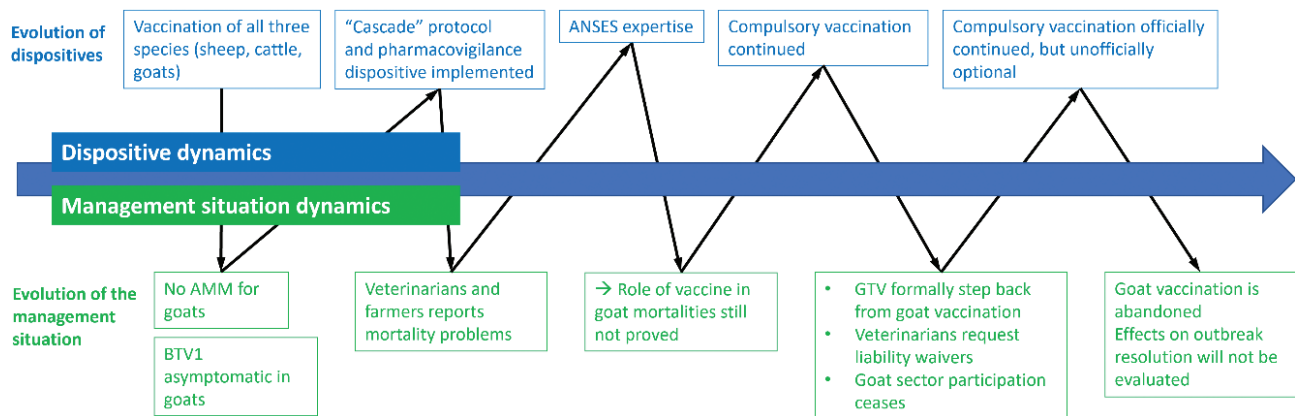 Evolution of
dispositives
Vaccination of all three
species (sheep, cattle,
goats)
“Cascade” protocol
and pharmacovigilance
dispositive implemented
ANSES expertise
Compulsory vaccination
continued
Compulsory vaccination officially
continued, but unofficially
optional
Dispositive dynamics
Management situation dynamics
Evolution of the
management
situation
No AMM for
goats
BTV1
asymptomatic in
goats
Veterinarians and
farmers reports
mortality problems
→ Role of vaccine in
goat mortalities still
not proved
• GTV formally step back
from goat vaccination
• Veterinarians request
liability waivers
• Goat sector participation
ceases
Goat vaccination is
abandoned
Effects on outbreak
resolution will not be
evaluated